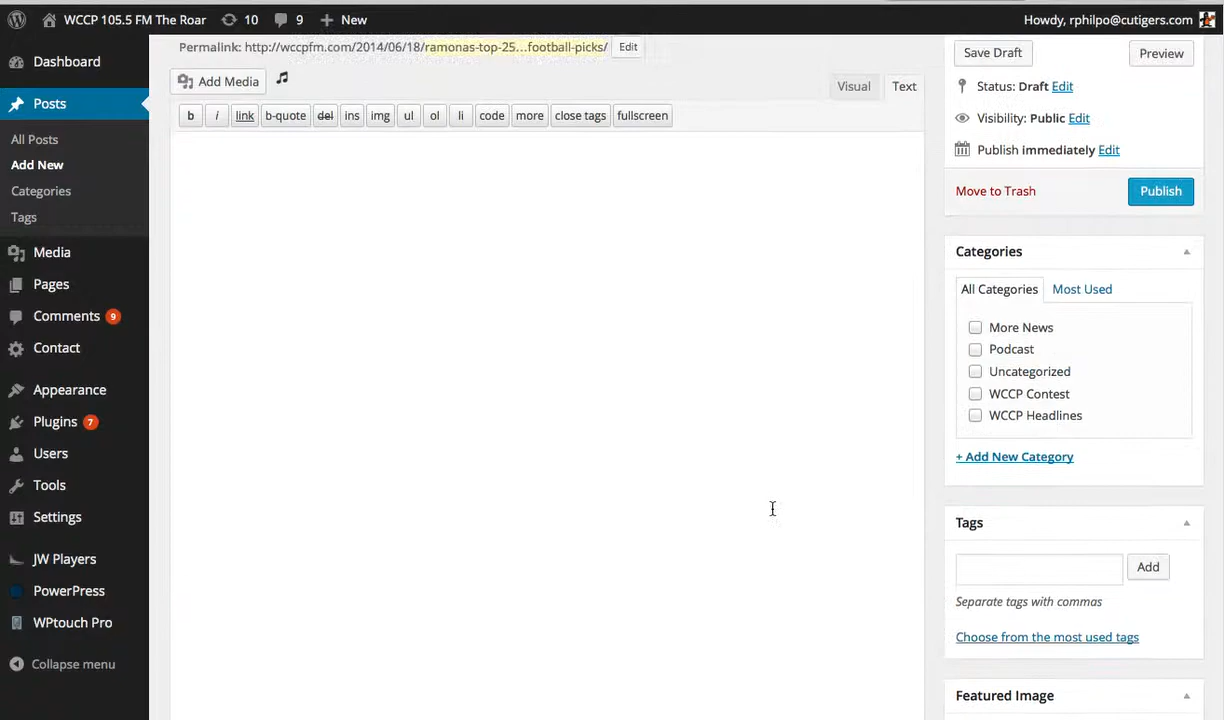 WCCP 105.5 FM The Roar 10 9 New Howdy, rphilpo@cutigers.com
Dashboard
Posts
All Posts
Add New
Categories
Tags
Media
Pages
Comments 9
Contact
Appearance
Plugins 7
Users
Tools
Settings
JW Players
PowerPress
WPtouch Pro
Collapse menu
Permalink: http://wccpfm.com/2014/06/18/ramonas-top-25...football-picks/ Edit
Add Media
Visual Text
b i link b-quote del ins img ul ol li code more close tags fullscreen
Save Draft Preview
Status: Draft Edit
Visibility: Public Edit
Publish immediately Edit
Move to Trash Publish
Categories
All Categories Most Used
More News
Podcast
Uncategorized
WCCP Contest
WCCP Headlines
+ Add New Category
Tags
Add
Separate tags with commas
Choose from the most used tags
Featured Image